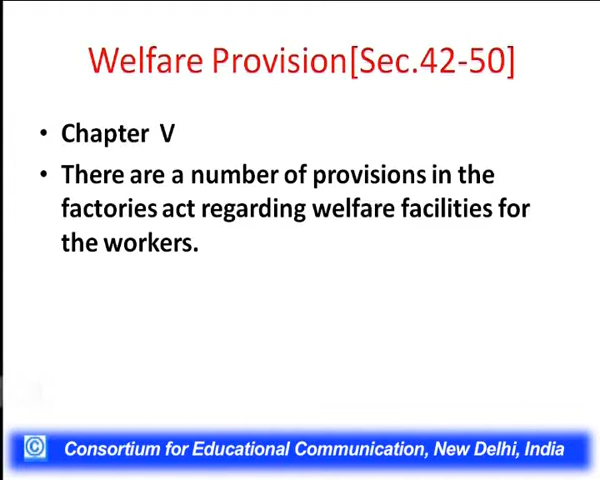 Welfare Provision[Sec.42-50]
• Chapter V
• There are a number of provisions in the
factories act regarding welfare facilities for
the workers.
© Consortium for Educational Communication, New Delhi, India